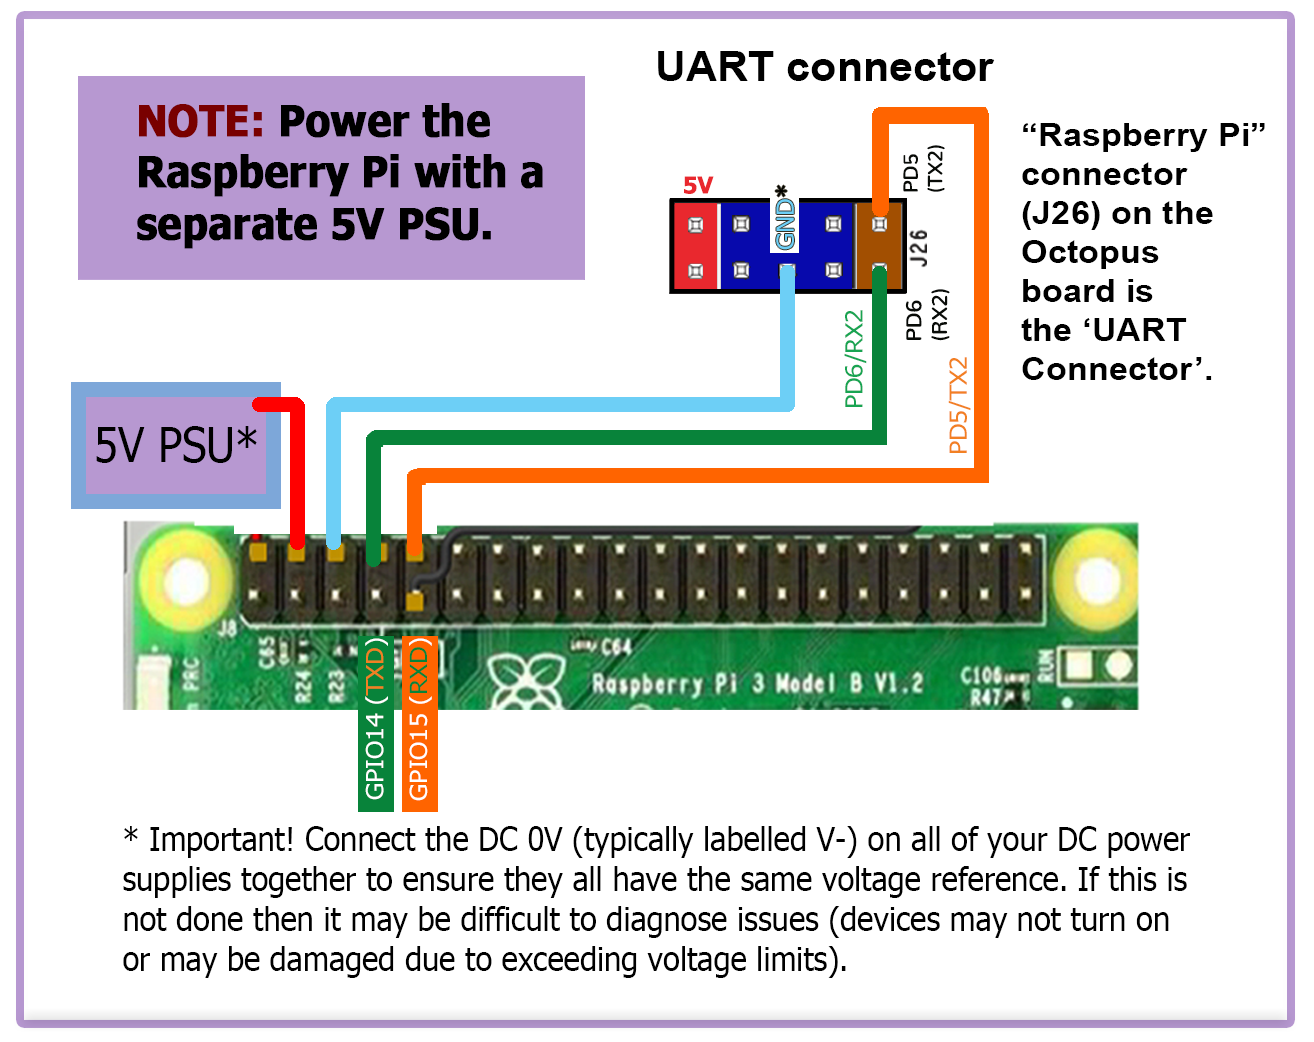 UART connector
NOTE: Power the
Raspberry Pi with a
separate 5V PSU.
“Raspberry Pi”
connector
(J26) on the
Octopus
board is
the ‘UART
Connector’.
5V
GND*
PD5
(TX2)
J26
PD6
(RX2)
PD6/RX2
PD5/TX2
5V PSU*
J8
C65
R24
R23
PRC
C64
Raspberry Pi 3 Model B V1.2
C106
R47
RUN
GPIO14 (TXD)
GPIO15 (RXD)
* Important! Connect the DC 0V (typically labelled V-) on all of your DC power
supplies together to ensure they all have the same voltage reference. If this is
not done then it may be difficult to diagnose issues (devices may not turn on
or may be damaged due to exceeding voltage limits).